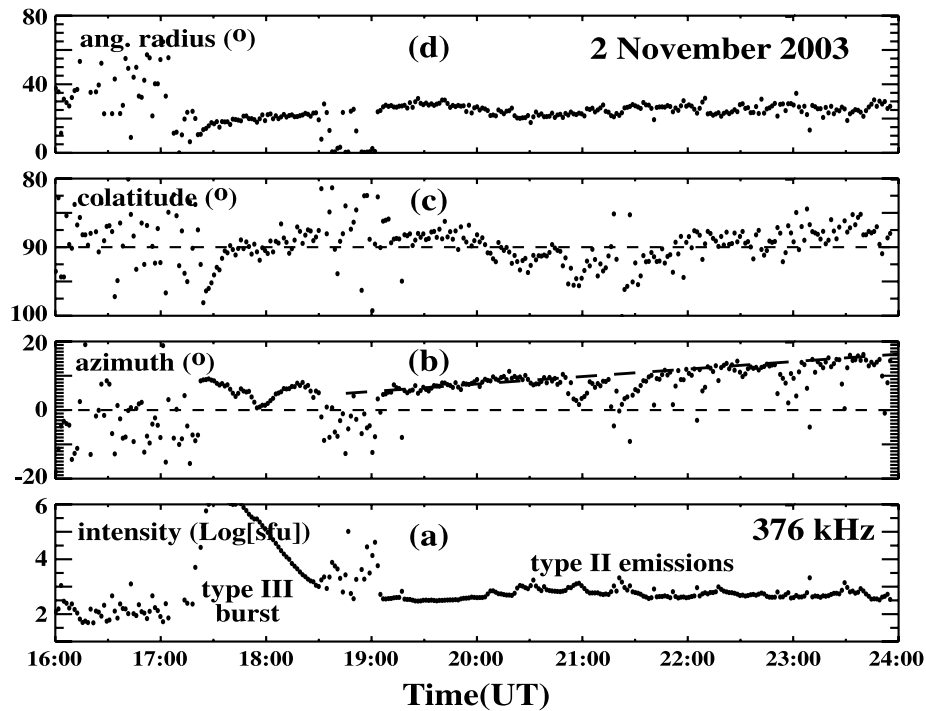 80
ang. radius (º)
(d)
2 November 2003
40
0
80
colatitude (º)
(c)
90
100
20
azimuth (º)
(b)
0
-20
6
intensity (Log[sfu])
(a)
376 kHz
4
type III
burst
type II emissions
2
16:00 17:00 18:00 19:00 20:00 21:00 22:00 23:00 24:00
Time(UT)